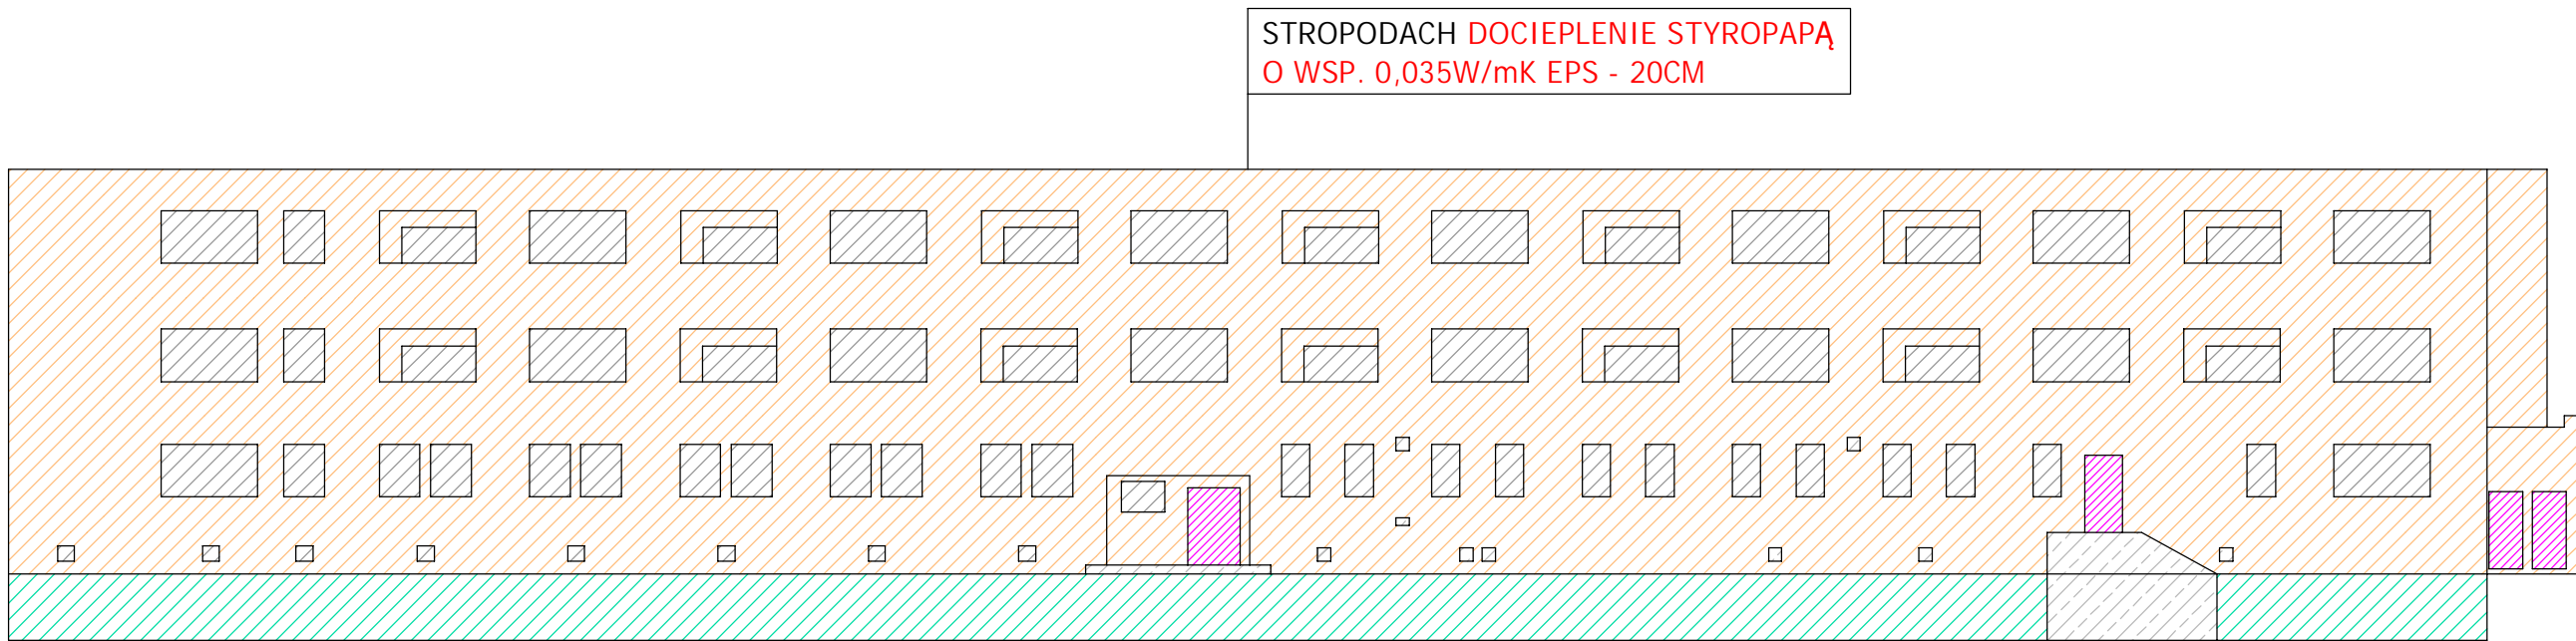 STROPODACH DOCIEPLENIE STYROPAPĄ
O WSP. 0,035W/mK EPS - 20CM